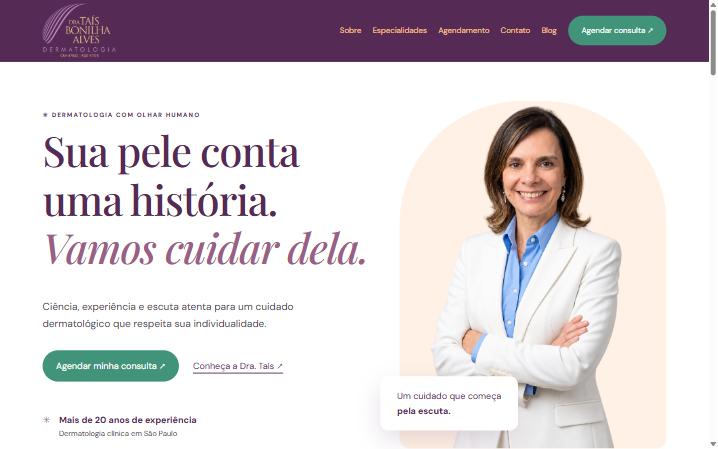 DRA. TAÍS
BONILHA
ALVES
DERMATOLOGIA
Sobre Especialidades Agendamento Contato Blog Agendar consulta ↗
✳ DERMATOLOGIA COM OLHAR HUMANO
Sua pele conta
uma história.
Vamos cuidar dela.
Ciência, experiência e escuta atenta para um cuidado
dermatológico que respeita sua individualidade.
Agendar minha consulta ↗ Conheça a Dra. Tais ↗
Um cuidado que começa
pela escuta.
✳ Mais de 20 anos de experiência
Dermatologia clínica em São Paulo